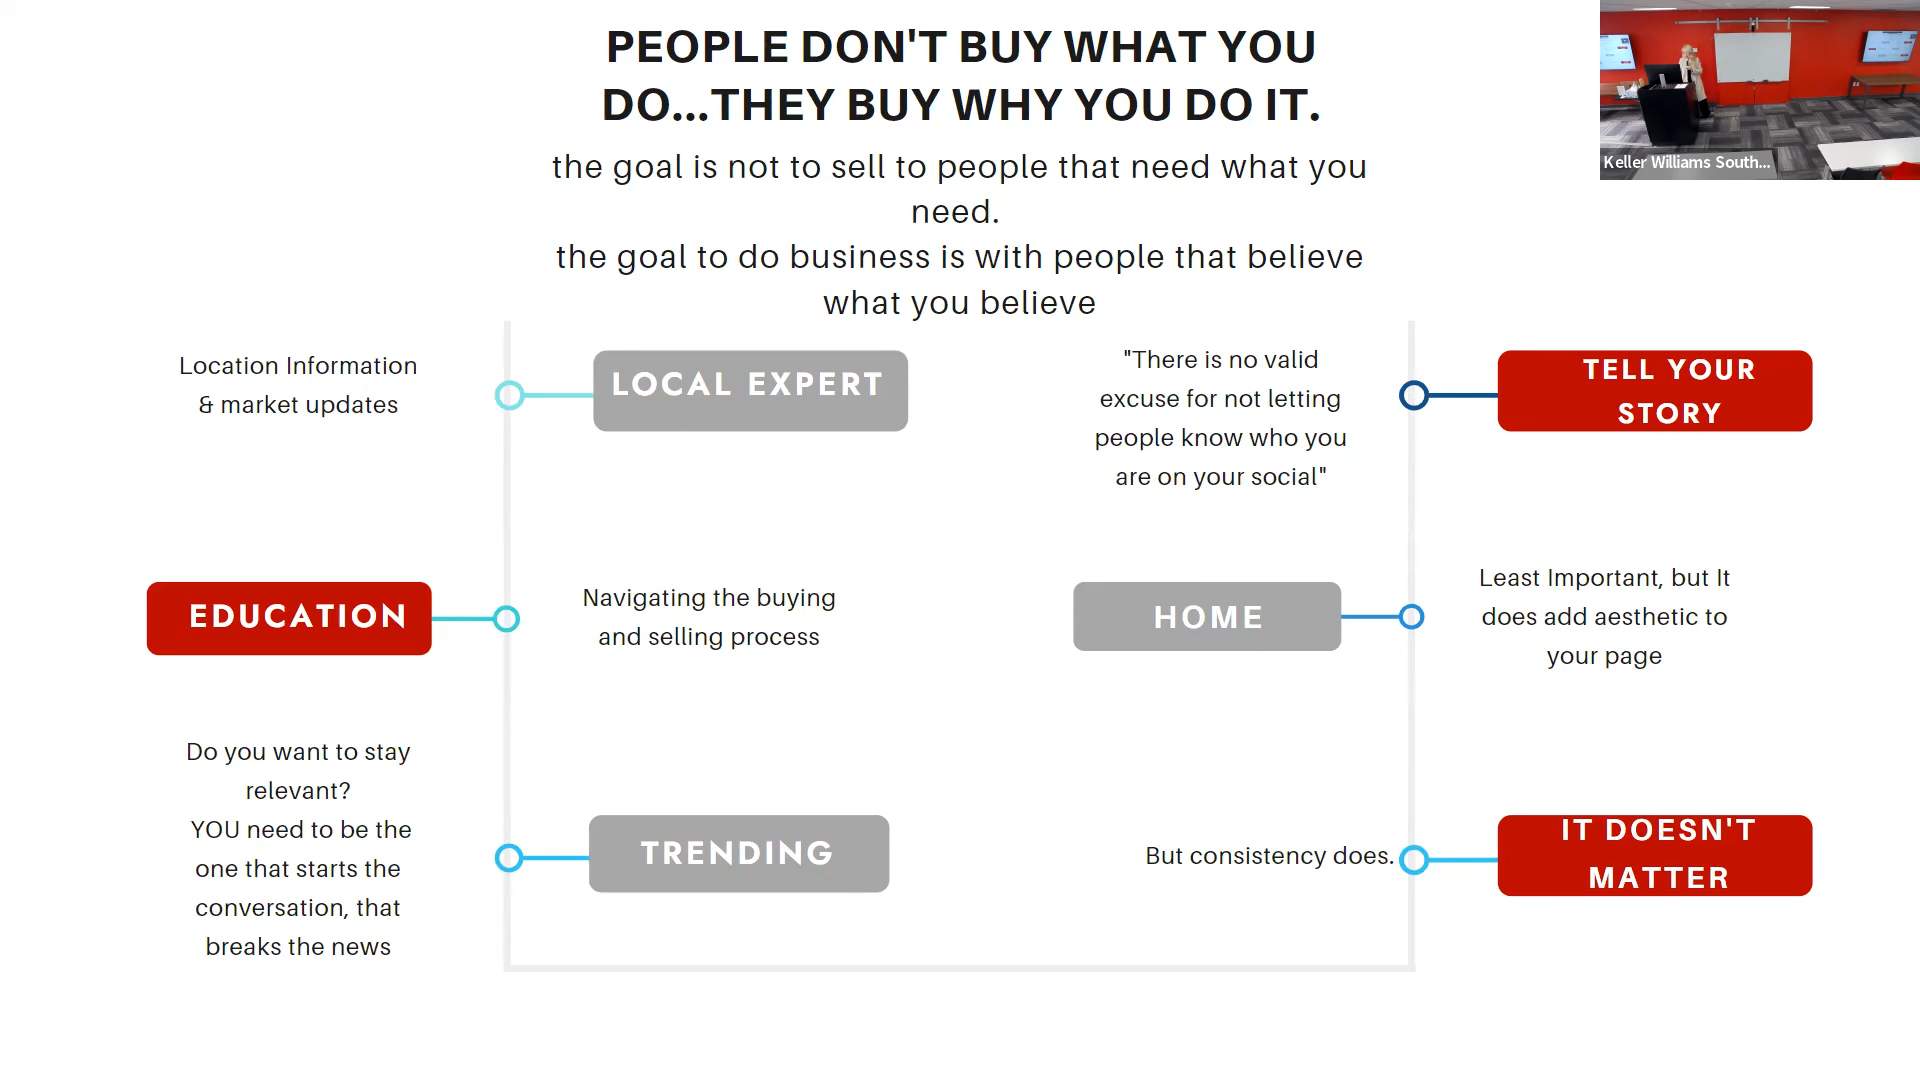 PEOPLE DON'T BUY WHAT YOU
DO...THEY BUY WHY YOU DO IT.
the goal is not to sell to people that need what you
need.
the goal to do business is with people that believe
what you believe
Keller Williams South...
Location Information
& market updates
LOCAL EXPERT
"There is no valid
excuse for not letting
people know who you
are on your social"
TELL YOUR
STORY
EDUCATION
Navigating the buying
and selling process
HOME
Least Important, but It
does add aesthetic to
your page
Do you want to stay
relevant?
YOU need to be the
one that starts the
conversation, that
breaks the news
TRENDING
But consistency does.
IT DOESN'T
MATTER